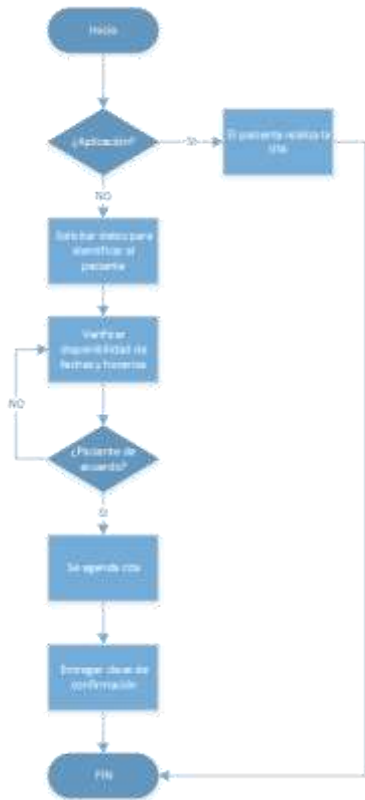 Inicio
¿Aplicación?
SI
El paciente realiza la
cita
NO
Solicitar datos para
identificar al
paciente
Verificar
disponibilidad de
fechas y horarios
NO
¿Paciente de
acuerdo?
SI
Se agenda cita
Entregar clave de
confirmación
FIN